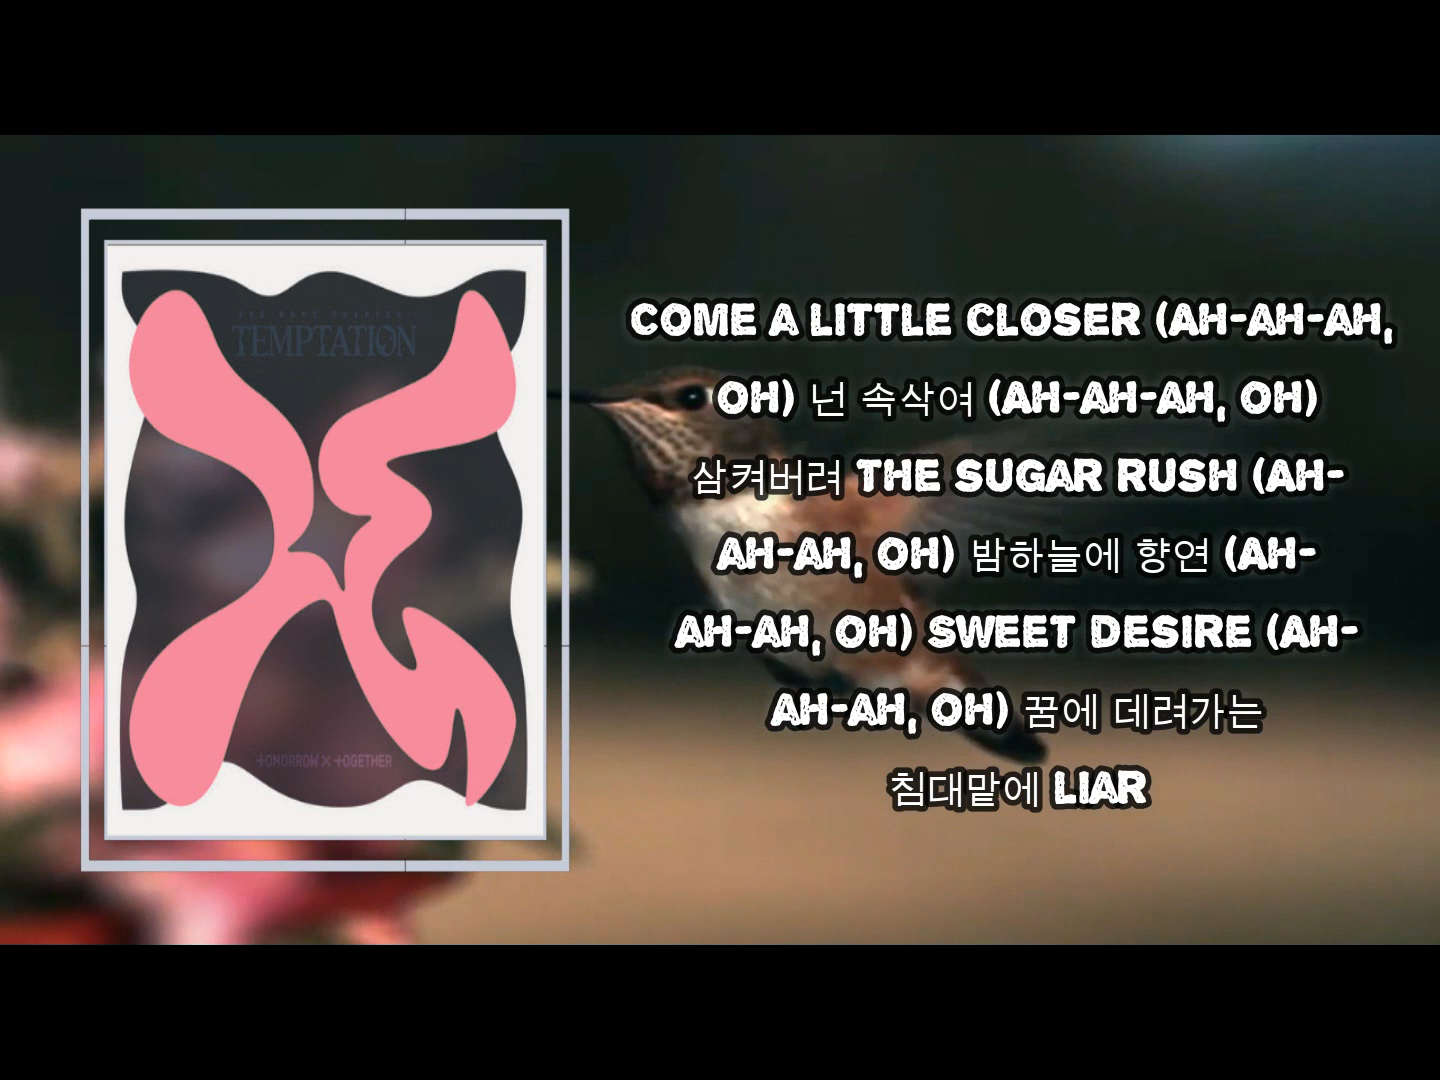 THE NAME CHAPTER:
TEMPTATION
TOMORROW X TOGETHER
COME A LITTLE CLOSER (AH-AH-AH,
OH) 넌 속삭여 (AH-AH-AH, OH)
삼켜버려 THE SUGAR RUSH (AH-
AH-AH, OH) 밤하늘에 향연 (AH-
AH-AH, OH) SWEET DESIRE (AH-
AH-AH, OH) 꿈에 데려가는
침대맡에 LIAR